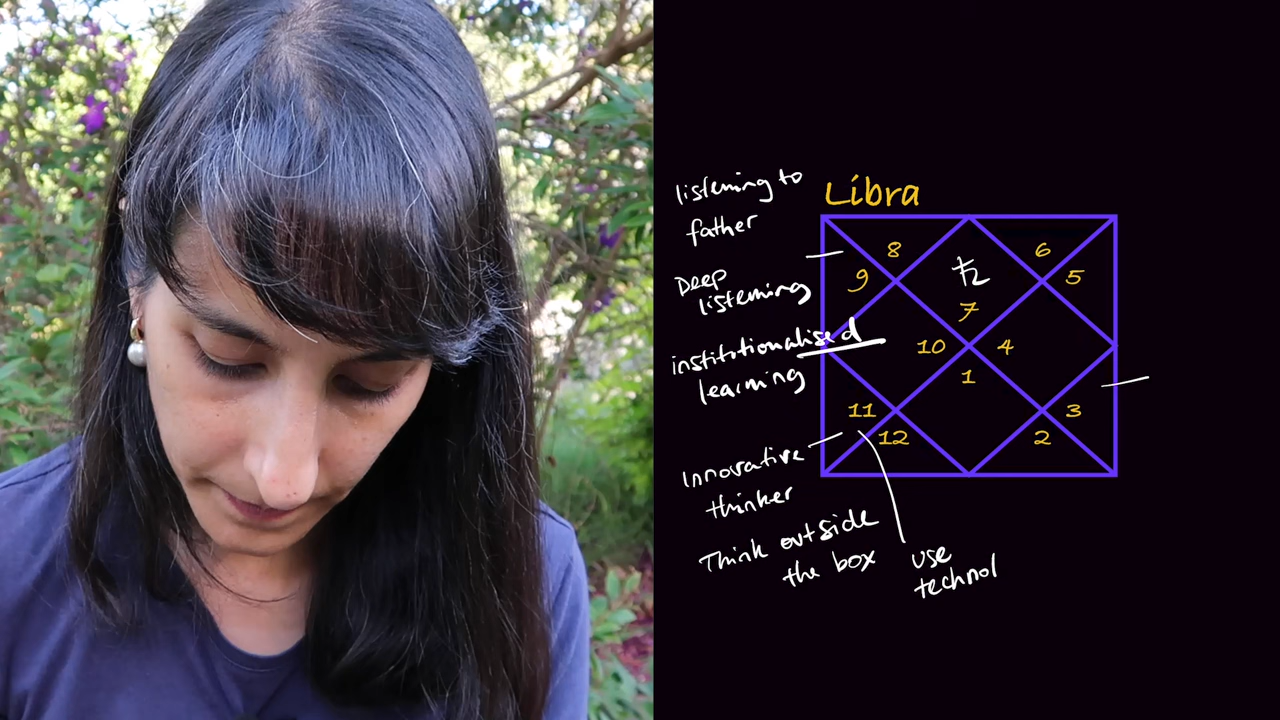 listening to
father
Libra
Deep
listening
institutionalised
learning
innovative
thinker
Think outside
the box
use
technol
8
9
♄
7
6
5
10
4
1
11
12
3
2